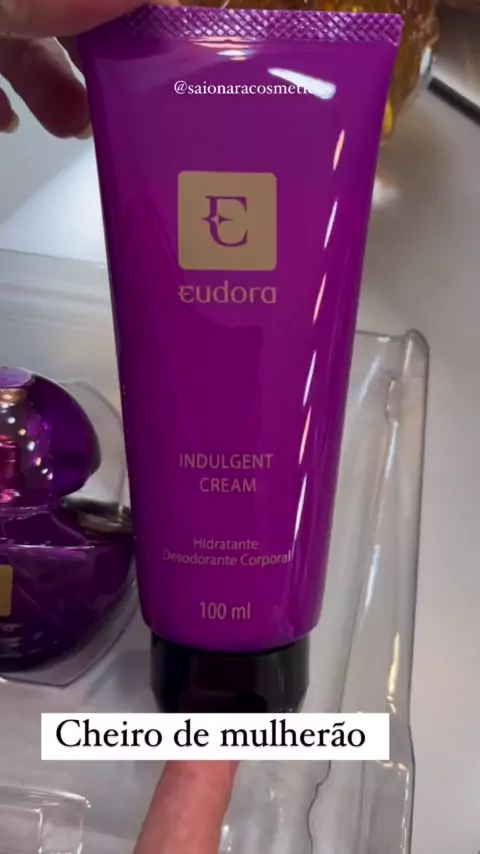 @saionaracosmeticos
E
eudora
INDULGENT
CREAM
Hidratante
Desodorante Corporal
100 ml
Cheiro de mulherão